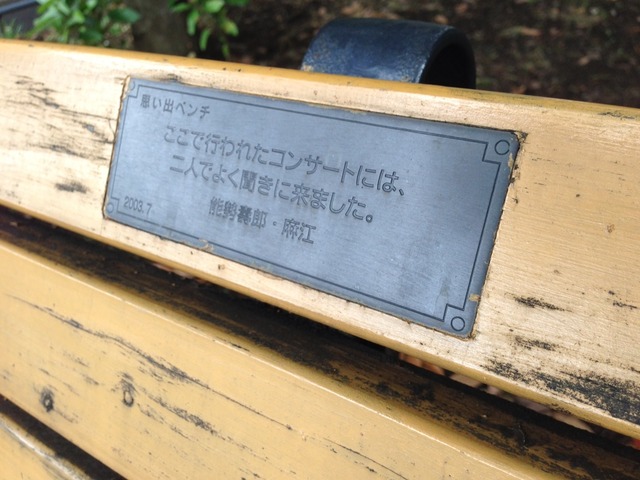 思い出ベンチ
ここで行われたコンサートには、
二人でよく聞きに来ました。
能勢壽郎・麻江
2003.7